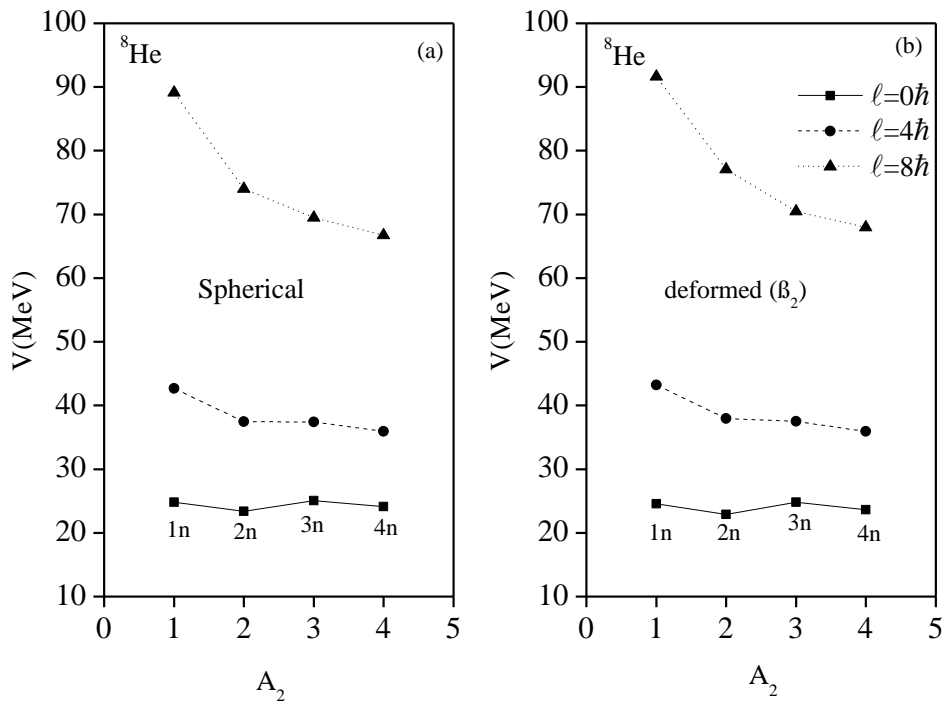 ⁸He
(a)
100
90
80
70
60
50
40
30
20
10
V(MeV)
Spherical
1n 2n 3n 4n
0 1 2 3 4 5
A₂
⁸He
(b)
ℓ=0ħ
ℓ=4ħ
ℓ=8ħ
100
90
80
70
60
50
40
30
20
10
V(MeV)
deformed (ß₂)
1n 2n 3n 4n
0 1 2 3 4 5
A₂